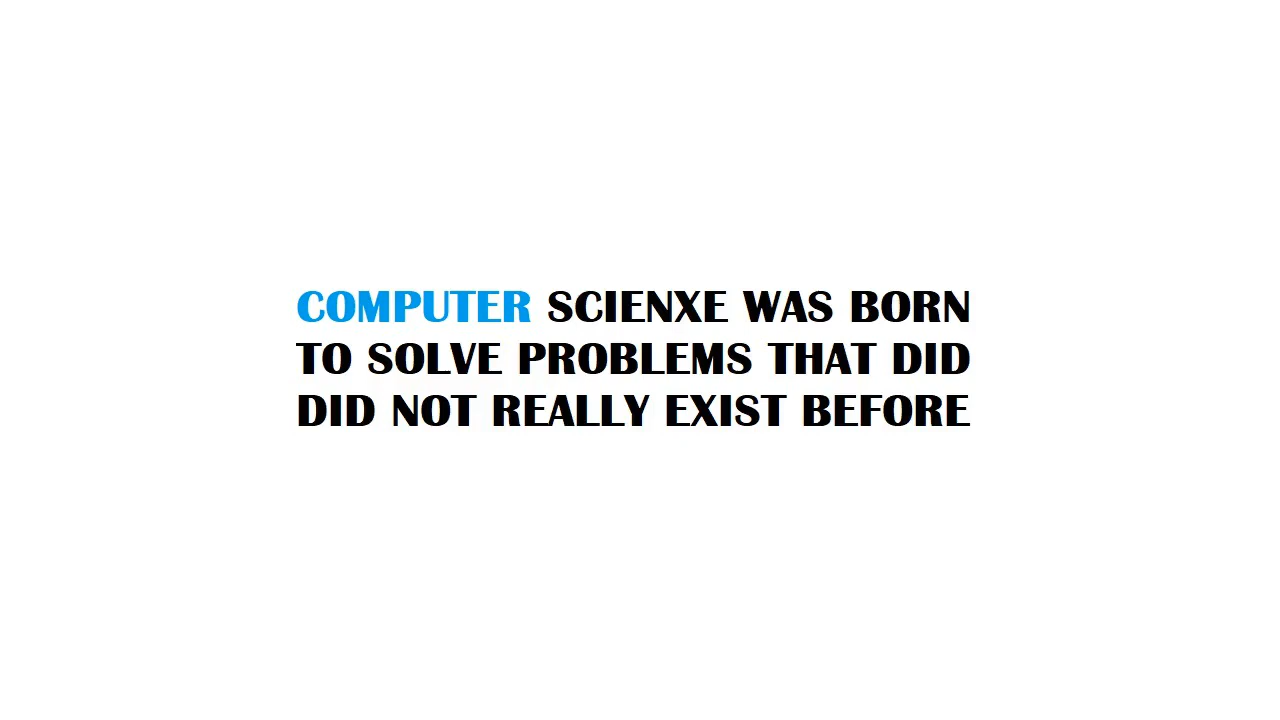 COMPUTER SCIENXE WAS BORN
TO SOLVE PROBLEMS THAT DID
DID NOT REALLY EXIST BEFORE